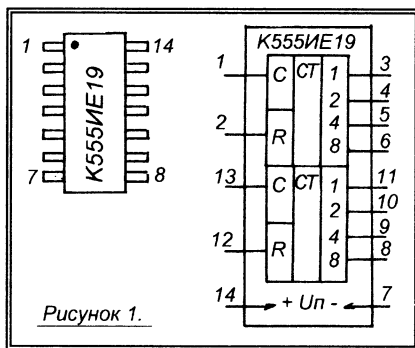 К555ИЕ19
1 14
К555ИЕ19
7 8
1 C CT 1 3
2 4
4 5
2 R 8 6
13 C CT 1 11
2 10
4 9
12 R 8 8
14 + Uп - 7
Рисунок 1.